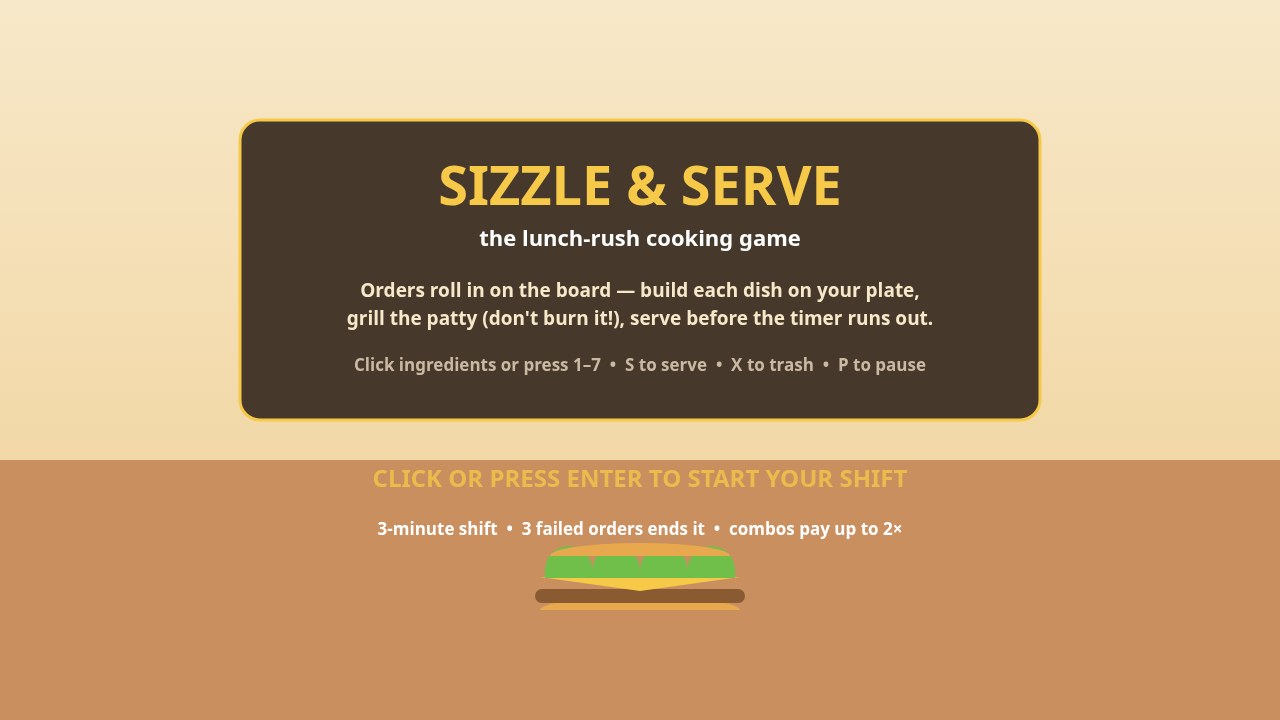 SIZZLE & SERVE
the lunch-rush cooking game
Orders roll in on the board — build each dish on your plate,
grill the patty (don't burn it!), serve before the timer runs out.
Click ingredients or press 1–7 • S to serve • X to trash • P to pause
CLICK OR PRESS ENTER TO START YOUR SHIFT
3-minute shift • 3 failed orders ends it • combos pay up to 2×